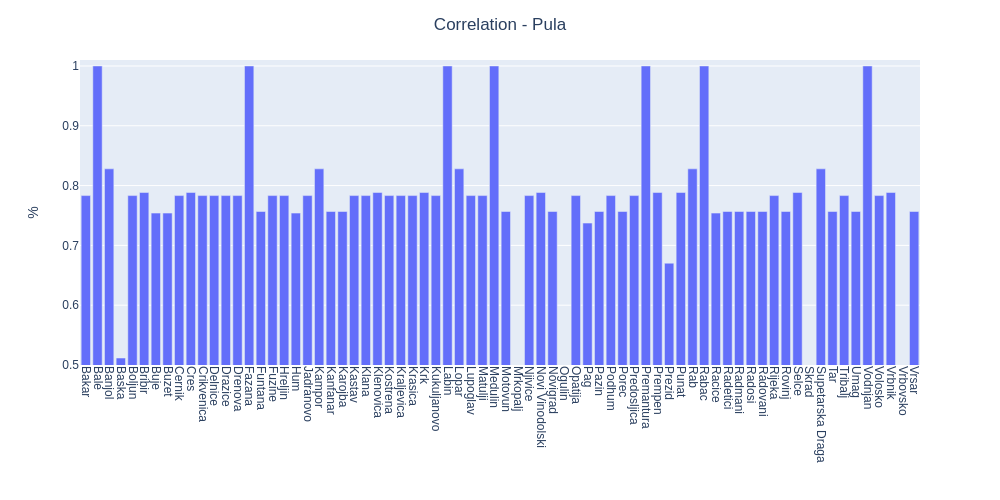 Correlation - Pula
%
1
0.9
0.8
0.7
0.6
0.5
Bakar
Bale
Banjol
Baska
Boljun
Bribir
Buje
Buzet
Cernik
Cres
Crikvenica
Delnice
Drazice
Drenova
Fazana
Funtana
Fuzine
Hreljin
Hum
Jadranovo
Kampor
Kanfanar
Karojba
Kastav
Klana
Klenovica
Kostrena
Kraljevica
Krasica
Krk
Kukuljanovo
Labin
Lopar
Lupoglav
Matulji
Medulin
Motovun
Mrkopalj
Njivice
Novi Vinodolski
Novigrad
Ogulin
Opatija
Pag
Pazin
Podhum
Porec
Predosljica
Premantura
Prempen
Prezid
Punat
Rab
Rabac
Racice
Radetici
Radmani
Radosi
Radovani
Rijeka
Rovinj
Selce
Skrad
Supetarska Draga
Tar
Tribalj
Umag
Vodnjan
Volosko
Vrbnik
Vrbovsko
Vrsar